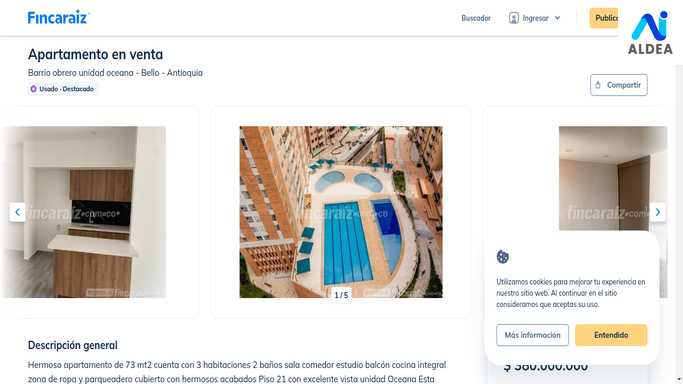 Fincaraiz
Buscador
Ingresar
Public
ALDEA
Apartamento en venta
Barrio obrero unidad oceana - Bello - Antioquia
Usado · Destacado
Compartir
fincaraiz.com.co
fincaraiz.com.co
fincaraiz.com.co
1 / 5
Utilizamos cookies para mejorar tu experiencia en
nuestro sitio web. Al continuar en el sitio
consideramos que aceptas su uso.
Más información
Entendido
$ 380.000.000
Descripción general
Hermoso apartamento de 73 mt2 cuenta con 3 habitaciones 2 baños sala comedor estudio balcón cocina integral
zona de ropa y parqueadero cubierto con hermosos acabados Piso 21 con excelente vista unidad Oceana Esta